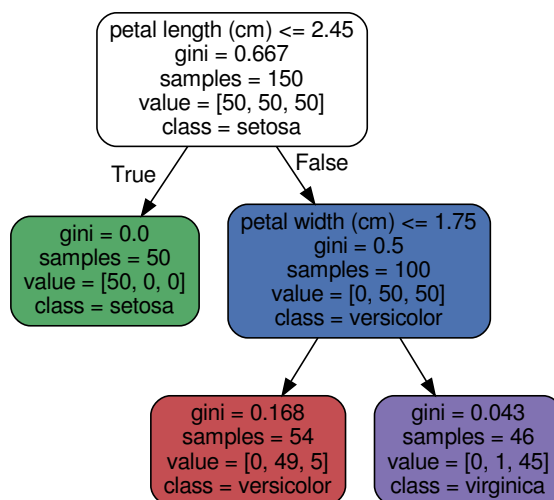 petal length (cm) <= 2.45
gini = 0.667
samples = 150
value = [50, 50, 50]
class = setosa
True
False
gini = 0.0
samples = 50
value = [50, 0, 0]
class = setosa
petal width (cm) <= 1.75
gini = 0.5
samples = 100
value = [0, 50, 50]
class = versicolor
gini = 0.168
samples = 54
value = [0, 49, 5]
class = versicolor
gini = 0.043
samples = 46
value = [0, 1, 45]
class = virginica